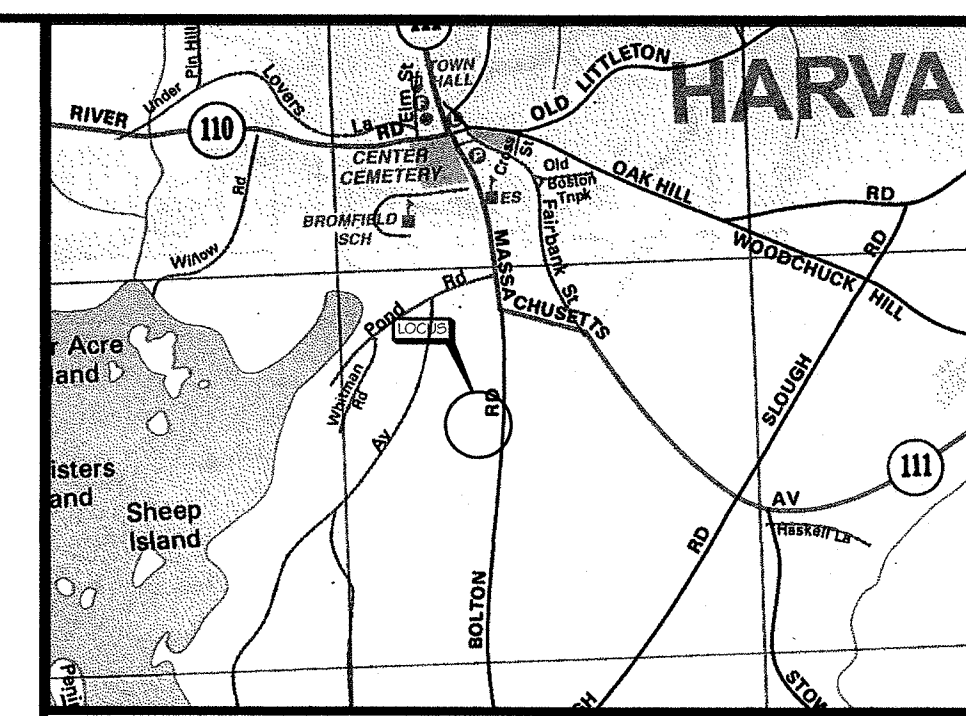 111
TOWN
HALL
Pin Hill
Under
Lovers
La
Elm St
OLD LITTLETON
HARVA
RIVER
110
RD
CENTER
CEMETERY
Cross
St
Old
Boston
Tnpk
OAK HILL
RD
ES
BROMFIELD
SCH
Rd
Willow
Fairbank St
MASSACHUSETTS
WOODCHUCK HILL
RD
Pond Rd
LOCUS
r Acre
land
Whitman
Rd
Av
RD
SLOUGH
isters
and
Sheep
Island
111
AV
Haskell La
RD
BOLTON
Penin
SH
STOW